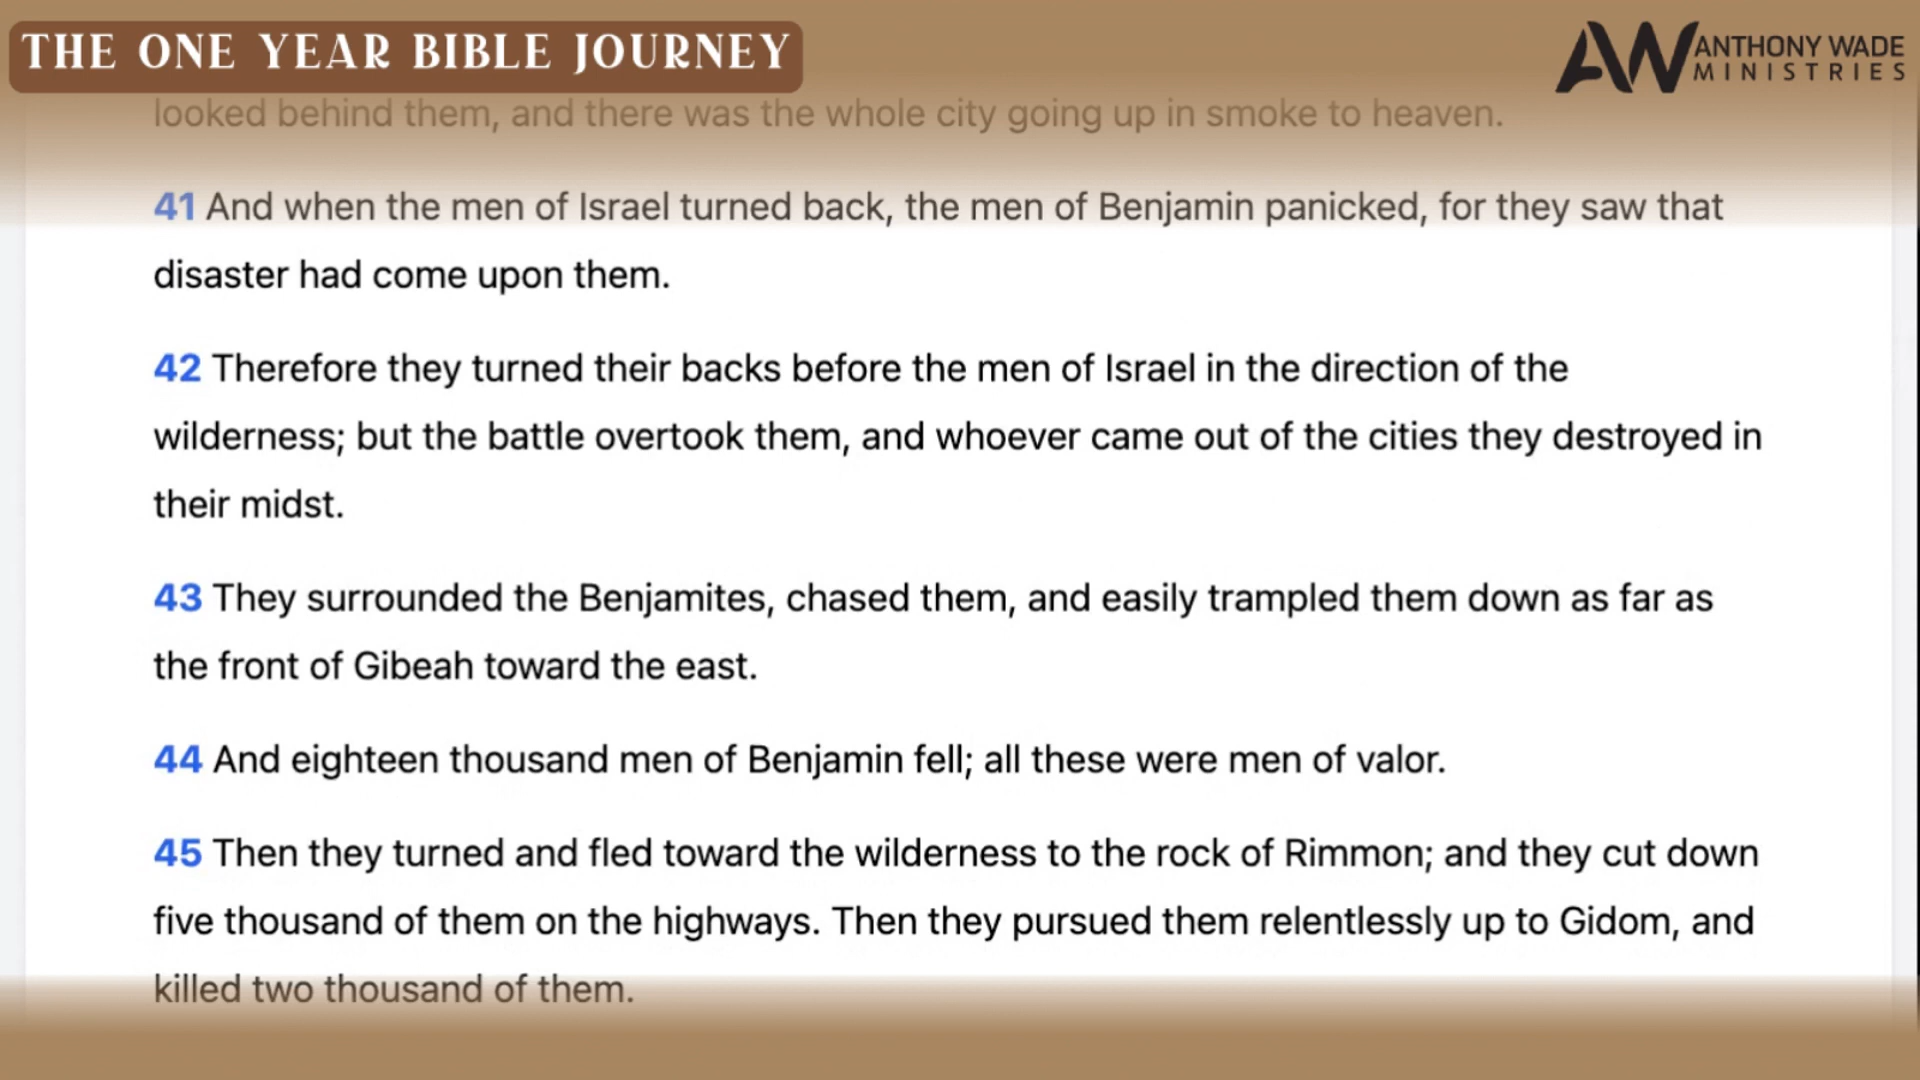 THE ONE YEAR BIBLE JOURNEY
AW ANTHONY WADE
MINISTRIES
looked behind them, and there was the whole city going up in smoke to heaven.
41 And when the men of Israel turned back, the men of Benjamin panicked, for they saw that
disaster had come upon them.
42 Therefore they turned their backs before the men of Israel in the direction of the
wilderness; but the battle overtook them, and whoever came out of the cities they destroyed in
their midst.
43 They surrounded the Benjamites, chased them, and easily trampled them down as far as
the front of Gibeah toward the east.
44 And eighteen thousand men of Benjamin fell; all these were men of valor.
45 Then they turned and fled toward the wilderness to the rock of Rimmon; and they cut down
five thousand of them on the highways. Then they pursued them relentlessly up to Gidom, and
killed two thousand of them.